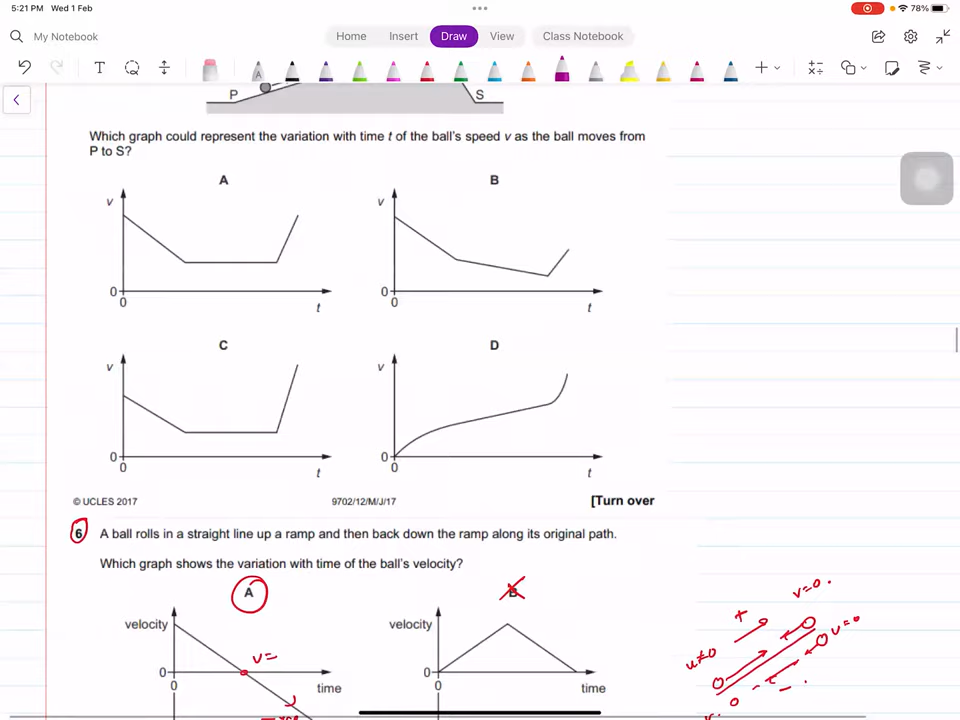 5:21 PM Wed 1 Feb
78%
My Notebook
Home Insert Draw View Class Notebook
T
A
P
S
Which graph could represent the variation with time t of the ball's speed v as the ball moves from
P to S?
A
B
v
v
0
0
0
0
t
t
C
D
v
v
0
0
0
0
t
t
© UCLES 2017
9702/12/M/J/17
[Turn over
6 A ball rolls in a straight line up a ramp and then back down the ramp along its original path.
Which graph shows the variation with time of the ball's velocity?
A
B
velocity
velocity
v=
0
0
0
0
time
time
+
v=0.
v=0
u≠0